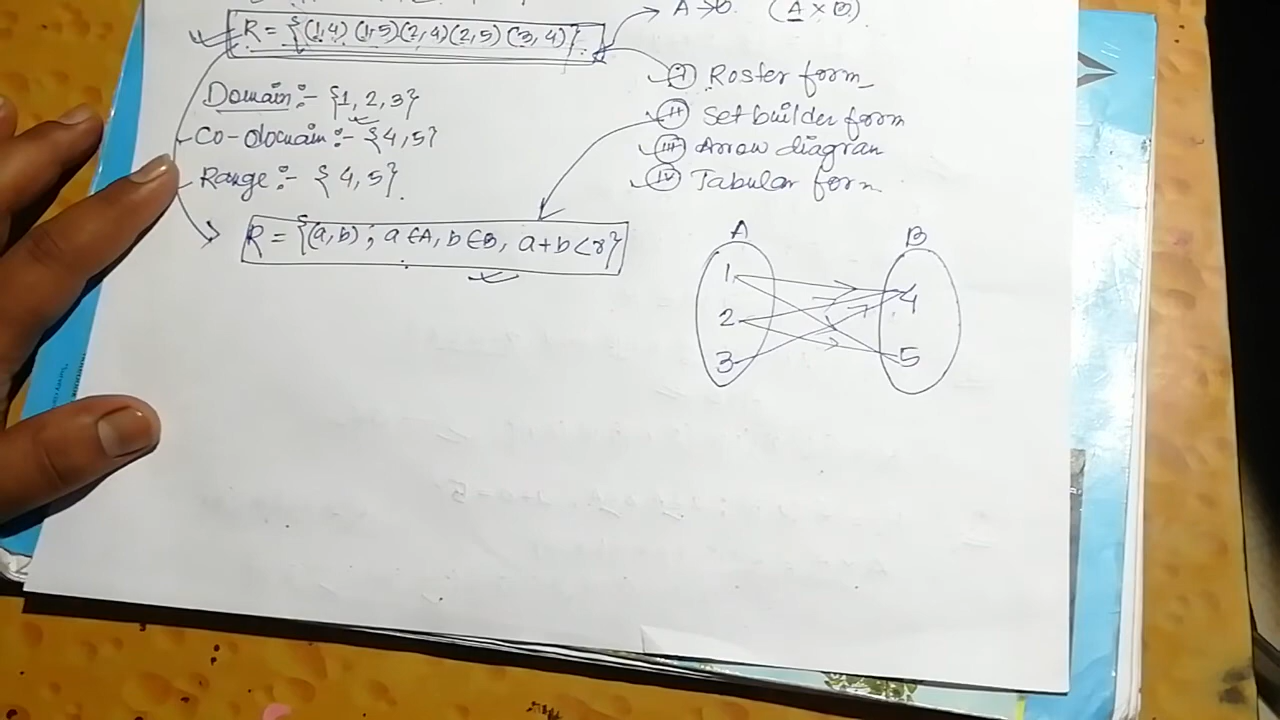 A→B (A × B)
R = {(1,4) (1,5) (2,4) (2,5) (3,4)}
(i) Roster form
Domain :- {1, 2, 3}
(ii) Set builder form
Co-domain :- {4,5}
(iii) Arrow diagram
Range :- {4,5}
(iv) Tabular form
R = {(a,b) ; a∈A, b∈B, a+b<8}
A B
1 4
2
3 5